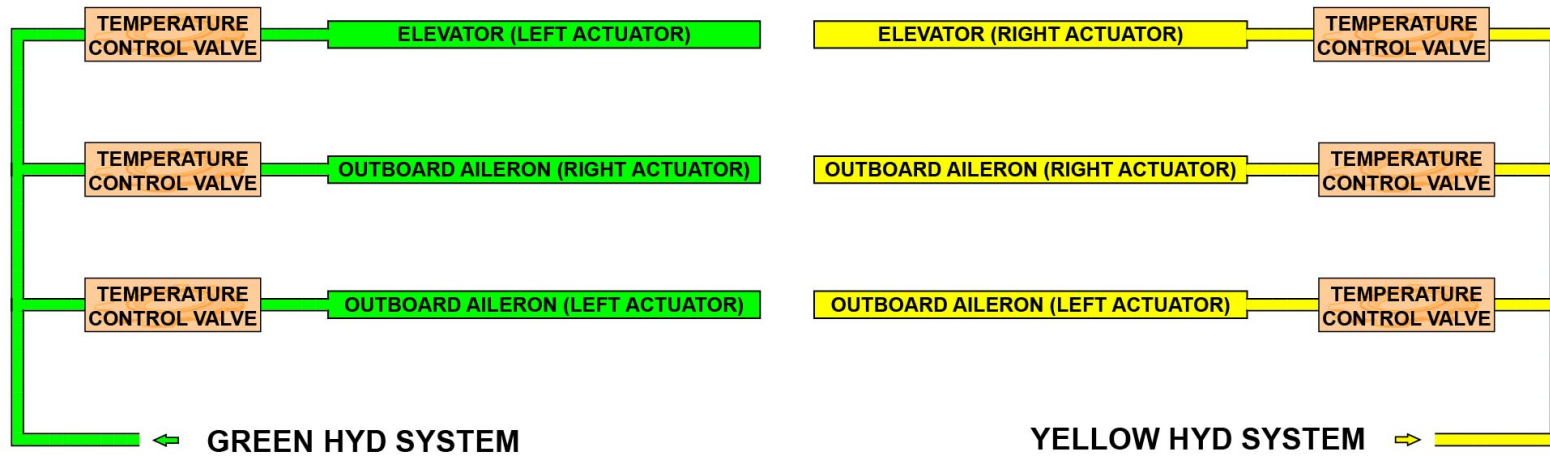 TEMPERATURE
CONTROL VALVE
ELEVATOR (LEFT ACTUATOR)
ELEVATOR (RIGHT ACTUATOR)
TEMPERATURE
CONTROL VALVE
TEMPERATURE
CONTROL VALVE
OUTBOARD AILERON (RIGHT ACTUATOR)
OUTBOARD AILERON (RIGHT ACTUATOR)
TEMPERATURE
CONTROL VALVE
TEMPERATURE
CONTROL VALVE
OUTBOARD AILERON (LEFT ACTUATOR)
OUTBOARD AILERON (LEFT ACTUATOR)
TEMPERATURE
CONTROL VALVE
GREEN HYD SYSTEM
YELLOW HYD SYSTEM